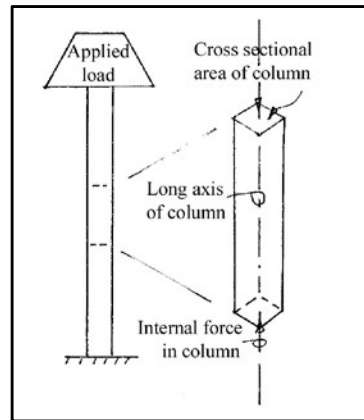 Applied
load
Cross sectional
area of column
Long axis
of column
Internal force
in column